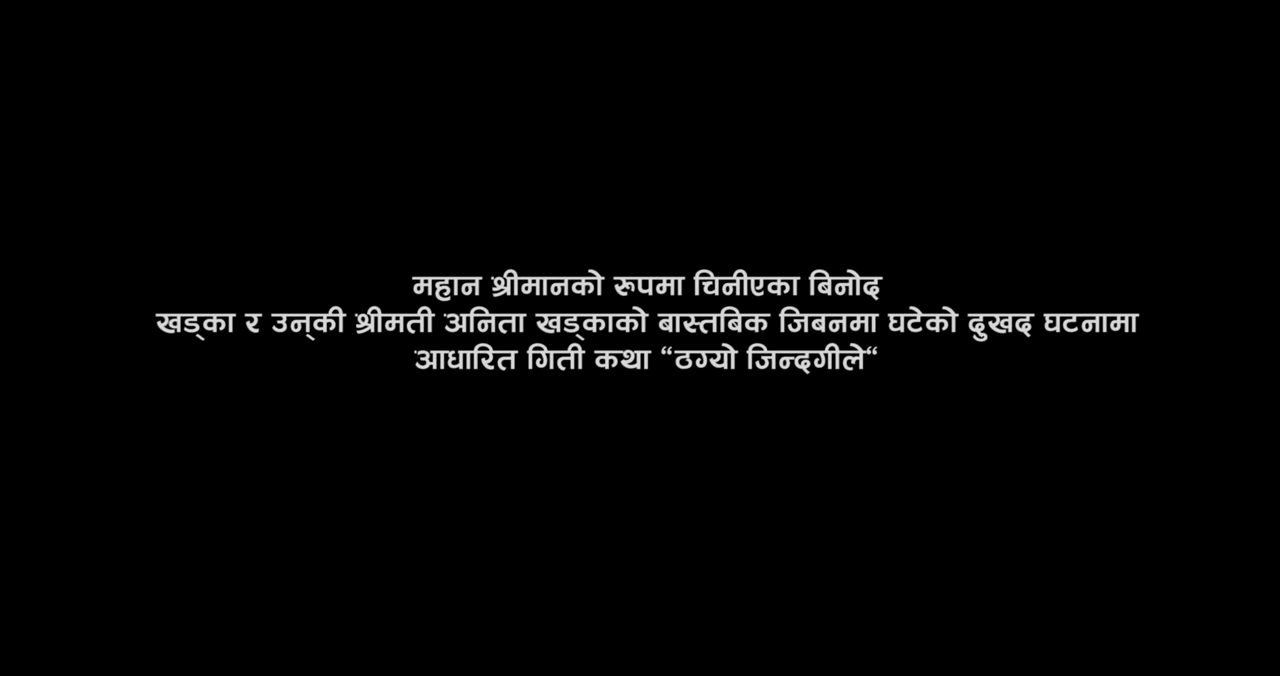 महान श्रीमानको रूपमा चिनीएका बिनोद
खड्का र उन्की श्रीमती अनिता खड्काको बास्तबिक जिबनमा घटेको दुखद घटनामा
आधारित गिती कथा “ठग्यो जिन्दगीले“